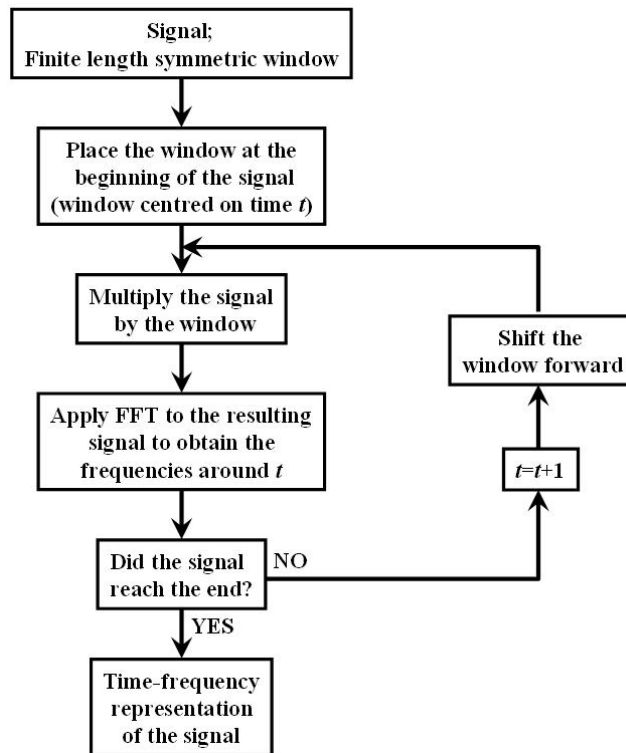 Signal;
Finite length symmetric window
Place the window at the
beginning of the signal
(window centred on time t)
Multiply the signal
by the window
Shift the
window forward
Apply FFT to the resulting
signal to obtain the
frequencies around t
t=t+1
Did the signal
reach the end?
NO
YES
Time-frequency
representation
of the signal